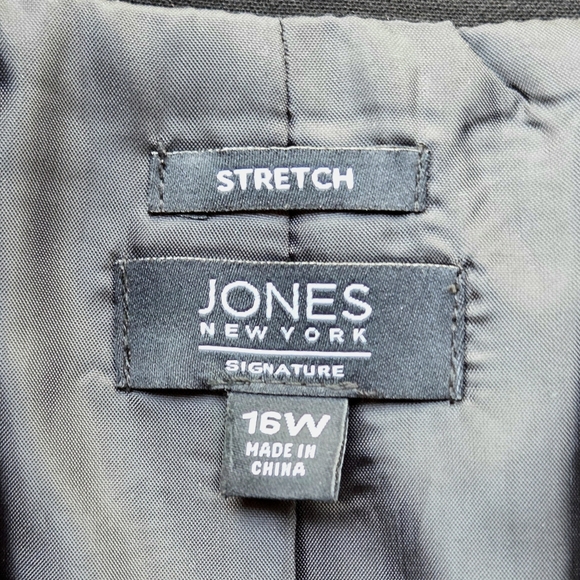 STRETCH
JONES
NEW YORK
SIGNATURE
16W
MADE IN
CHINA